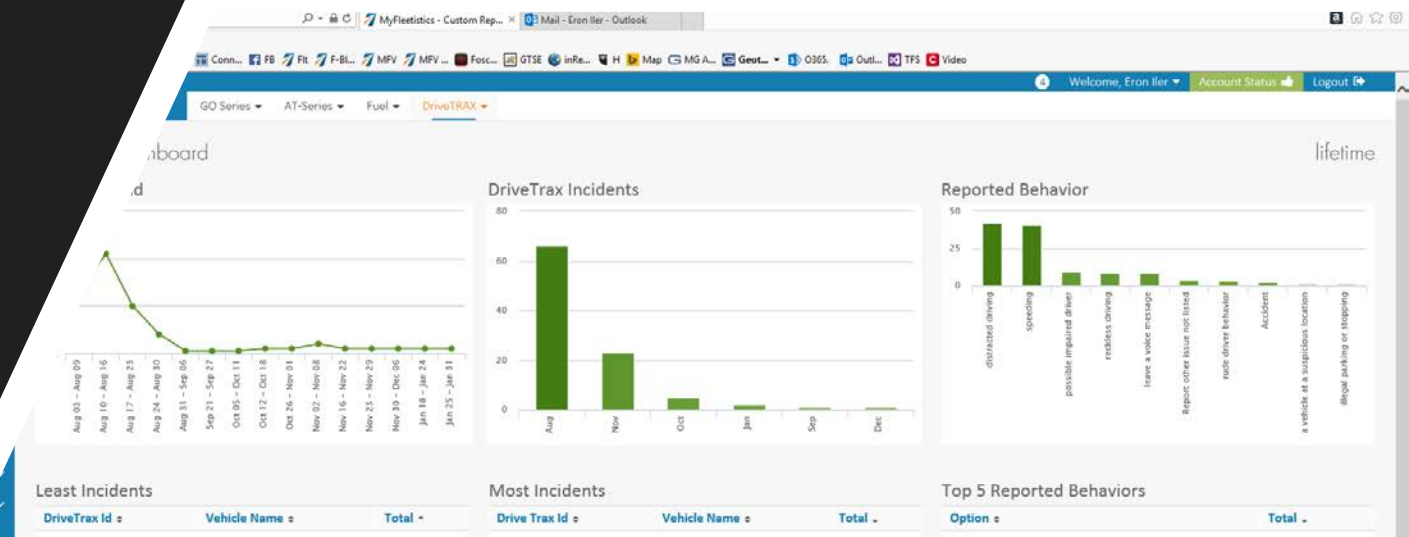 MyFleetistics - Custom Rep... × Mail - Eron Iler - Outlook
Conn... FB Flt F-Bl... MFV MFV ... Fosc... GTSE inRe... H Map MG A... Geot... O365. Outl... TFS Video
4 Welcome, Eron Iler Account Status Logout
GO Series AT-Series Fuel DriveTRAX
hboard
lifetime
d
DriveTrax Incidents
Reported Behavior
Aug 03 - Aug 09
Aug 10 - Aug 16
Aug 17 - Aug 23
Aug 24 - Aug 30
Aug 31 - Sep 06
Sep 21 - Sep 27
Oct 05 - Oct 11
Oct 12 - Oct 18
Oct 26 - Nov 01
Nov 02 - Nov 08
Nov 16 - Nov 22
Nov 23 - Nov 29
Nov 30 - Dec 06
Jan 18 - Jan 24
Jan 25 - Jan 31
80
60
40
20
0
Aug
Nov
Oct
Jan
Sep
Dec
50
25
0
distracted driving
speeding
possible impaired driver
reckless driving
leave a voice message
Report other issue not listed
rude driver behavior
Accident
a vehicle at a suspicious location
illegal parking or stopping
Least Incidents
DriveTrax Id Vehicle Name Total
Most Incidents
Drive Trax Id Vehicle Name Total
Top 5 Reported Behaviors
Option Total